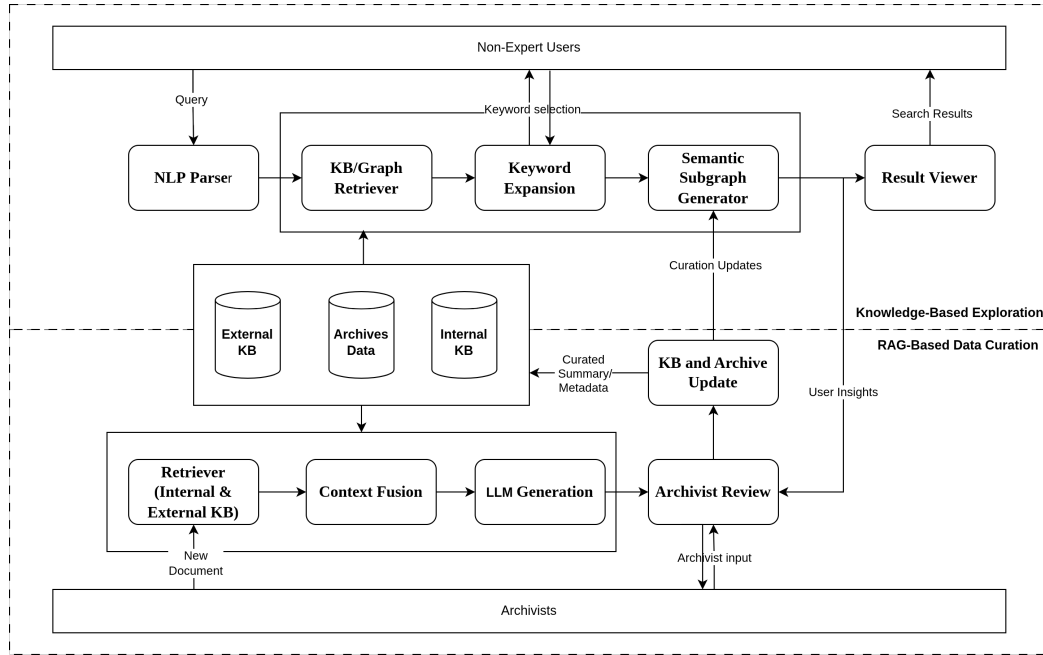 Non-Expert Users
Query
Keyword selection
Search Results
NLP Parser
KB/Graph
Retriever
Keyword
Expansion
Semantic
Subgraph
Generator
Result Viewer
Curation Updates
External
KB
Archives
Data
Internal
KB
Knowledge-Based Exploration
RAG-Based Data Curation
Curated
Summary/
Metadata
KB and Archive
Update
User Insights
Retriever
(Internal &
External KB)
Context Fusion
LLM Generation
Archivist Review
New
Document
Archivist input
Archivists